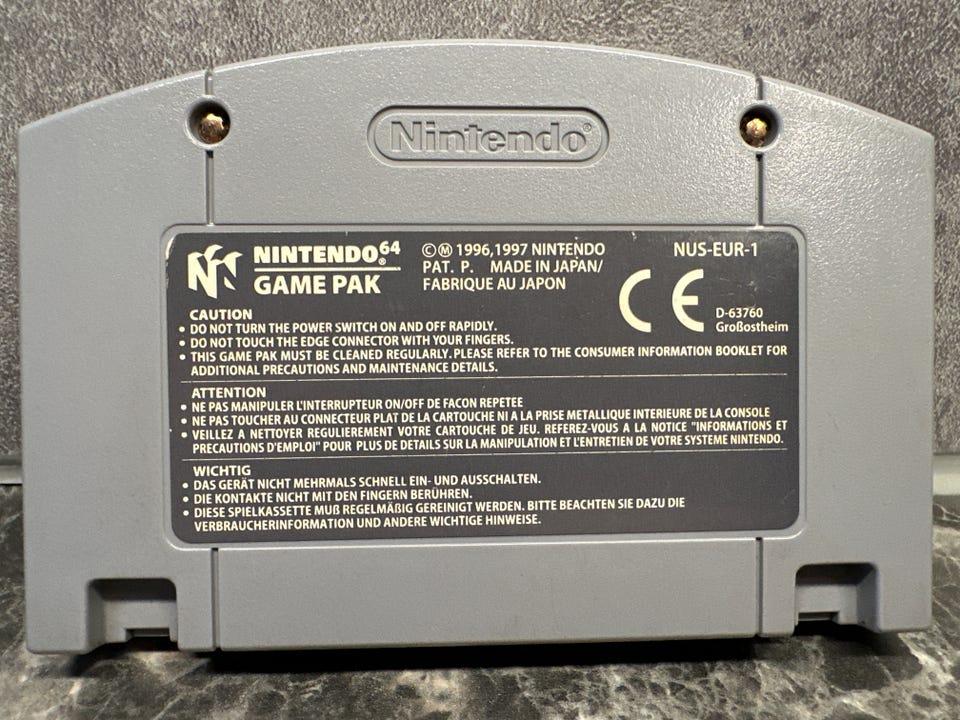 Nintendo®
NINTENDO®64
GAME PAK
©Ⓜ 1996,1997 NINTENDO
PAT. P. MADE IN JAPAN/
FABRIQUE AU JAPON
NUS-EUR-1
CE
D-63760
Großostheim
CAUTION
• DO NOT TURN THE POWER SWITCH ON AND OFF RAPIDLY.
• DO NOT TOUCH THE EDGE CONNECTOR WITH YOUR FINGERS.
• THIS GAME PAK MUST BE CLEANED REGULARLY. PLEASE REFER TO THE CONSUMER INFORMATION BOOKLET FOR
ADDITIONAL PRECAUTIONS AND MAINTENANCE DETAILS.
ATTENTION
• NE PAS MANIPULER L'INTERRUPTEUR ON/OFF DE FACON REPETEE
• NE PAS TOUCHER AU CONNECTEUR PLAT DE LA CARTOUCHE NI A LA PRISE METALLIQUE INTERIEURE DE LA CONSOLE
• VEILLEZ A NETTOYER REGULIEREMENT VOTRE CARTOUCHE DE JEU. REFEREZ-VOUS A LA NOTICE "INFORMATIONS ET
PRECAUTIONS D'EMPLOI" POUR PLUS DE DETAILS SUR LA MANIPULATION ET L'ENTRETIEN DE VOTRE SYSTEME NINTENDO.
WICHTIG
• DAS GERÄT NICHT MEHRMALS SCHNELL EIN- UND AUSSCHALTEN.
• DIE KONTAKTE NICHT MIT DEN FINGERN BERÜHREN.
• DIESE SPIELKASSETTE MUß REGELMÄßIG GEREINIGT WERDEN. BITTE BEACHTEN SIE DAZU DIE
VERBRAUCHERINFORMATION UND ANDERE WICHTIGE HINWEISE.